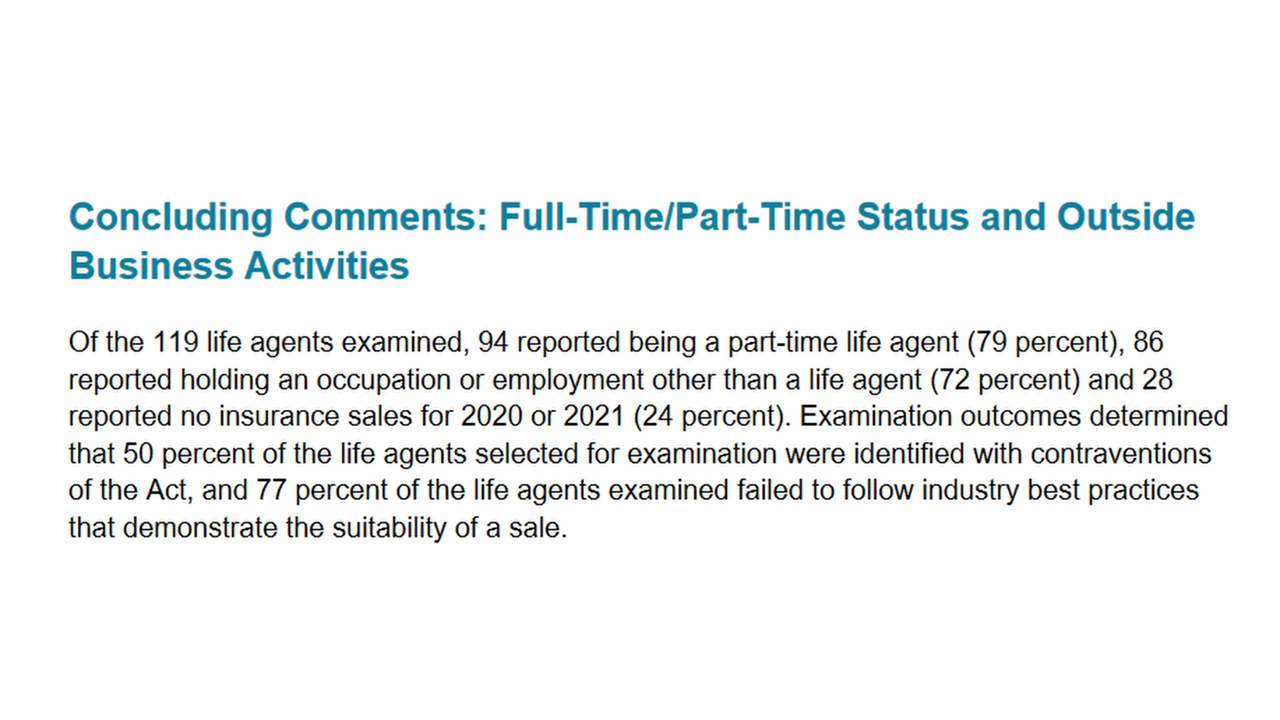 Concluding Comments: Full-Time/Part-Time Status and Outside
Business Activities
Of the 119 life agents examined, 94 reported being a part-time life agent (79 percent), 86
reported holding an occupation or employment other than a life agent (72 percent) and 28
reported no insurance sales for 2020 or 2021 (24 percent). Examination outcomes determined
that 50 percent of the life agents selected for examination were identified with contraventions
of the Act, and 77 percent of the life agents examined failed to follow industry best practices
that demonstrate the suitability of a sale.